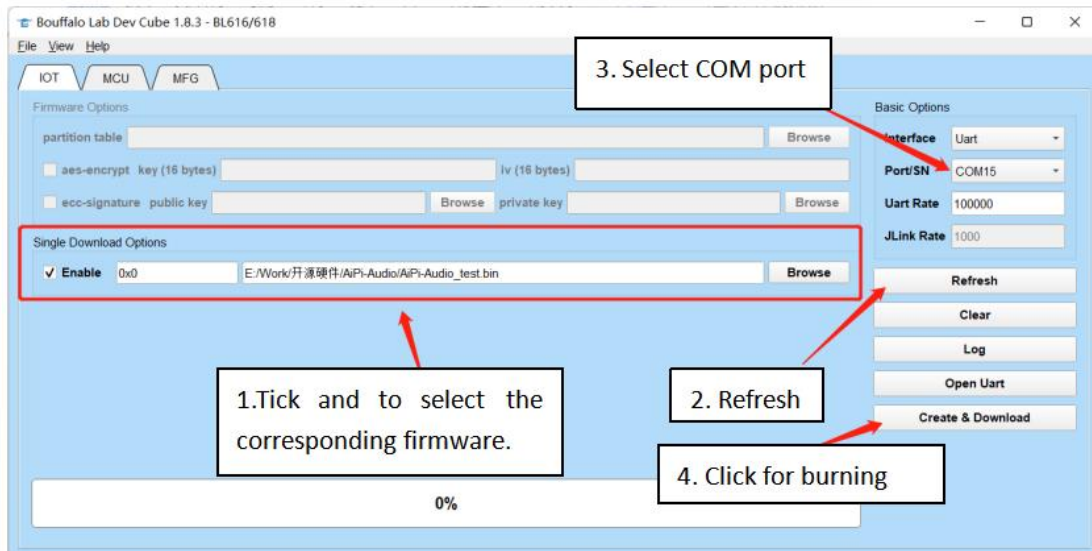 Bouffalo Lab Dev Cube 1.8.3 - BL616/618
File View Help
IOT MCU MFG
3. Select COM port
Firmware Options
partition table Browse
aes-encrypt key (16 bytes) Iv (16 bytes)
ecc-signature public key Browse private key Browse
Single Download Options
Enable 0x0 E:/Work/开源硬件/AiPi-Audio/AiPi-Audio_test.bin Browse
Basic Options
Interface Uart
Port/SN COM15
Uart Rate 100000
JLink Rate 1000
Refresh
Clear
Log
Open Uart
Create & Download
1.Tick and to select the
corresponding firmware.
2. Refresh
4. Click for burning
0%